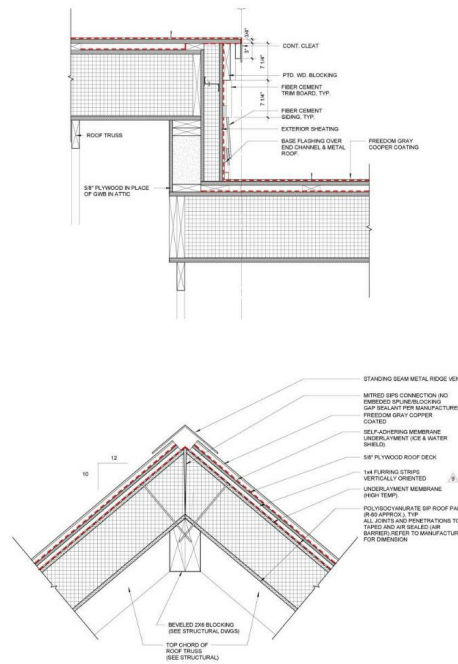 3/4"
3"
7 1/4"
7 1/4"
CONT. CLEAT
PTD. WD. BLOCKING
FIBER CEMENT
TRIM BOARD, TYP.
FIBER CEMENT
SIDING, TYP.
EXTERIOR SHEATING
BASE FLASHING OVER
END CHANNEL & METAL
ROOF.
FREEDOM GRAY
COOPER COATING
ROOF TRUSS
5/8" PLYWOOD IN PLACE
OF GWB IN ATTIC
STANDING SEAM METAL RIDGE VEN
MITRED SIPS CONNECTION (NO
EMBEDED SPLINE/BLOCKING
GAP SEALANT PER MANUFACTURE
FREEDOM GRAY COPPER
COATED
SELF-ADHERING MEMBRANE
UNDERLAYMENT (ICE & WATER
SHIELD).
5/8" PLYWOOD ROOF DECK
1x4 FURRING STRIPS
VERTICALLY ORIENTED
9
UNDERLAYMENT MEMBRANE
(HIGH TEMP)
POLYISOCYANURATE SIP ROOF PA
(R-60 APPROX.), TYP
ALL JOINTS AND PENETRATIONS TO
TAPED AND AIR SEALED (AIR
BARRIER).REFER TO MANUFACTUR
FOR DIMENSION
12
10
BEVELED 2X6 BLOCKING
(SEE STRUCTURAL DWGS)
TOP CHORD OF
ROOF TRUSS
(SEE STRUCTURAL)